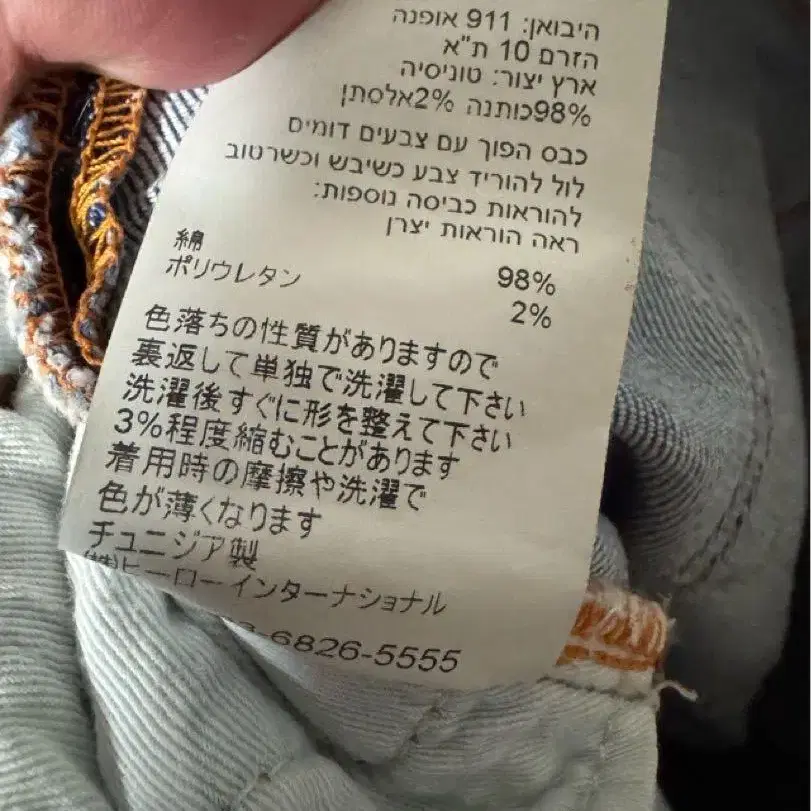 היבואן: 911 אופנה
הזרם 10 ת"א
ארץ יצור: טוניסיה
98%כותנה 2%אלסתן
כבס הפוך עם צבעים דומים
לול להוריד צבע כשיבש וכשרטוב
להוראות כביסה נוספות:
ראה הוראות יצרן
綿 98%
ポリウレタン 2%
色落ちの性質がありますので
裏返して単独で洗濯して下さい
洗濯後すぐに形を整えて下さい
3%程度縮むことがあります
着用時の摩擦や洗濯で
色が薄くなります
チュニジア製
(株)ヒーローインターナショナル
3-6826-5555